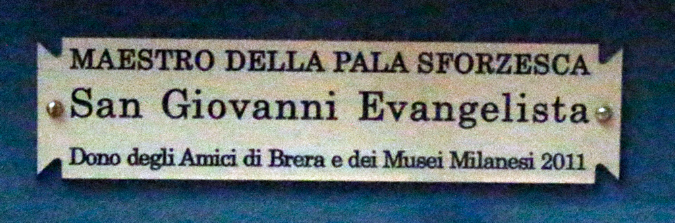 MAESTRO DELLA PALA SFORZESCA
San Giovanni Evangelista
Dono degli Amici di Brera e dei Musei Milanesi 2011